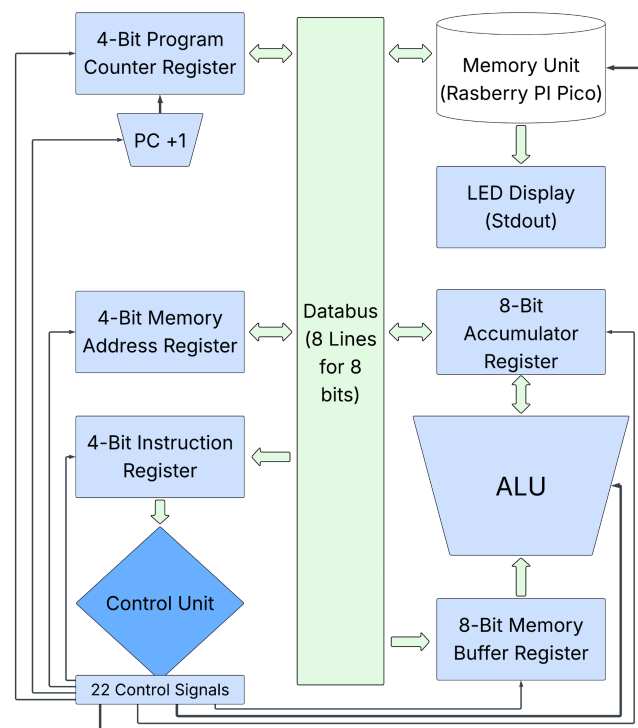 4-Bit Program
Counter Register
PC +1
Memory Unit
(Rasberry PI Pico)
LED Display
(Stdout)
Databus
(8 Lines
for 8
bits)
4-Bit Memory
Address Register
8-Bit
Accumulator
Register
4-Bit Instruction
Register
ALU
Control Unit
8-Bit Memory
Buffer Register
22 Control Signals